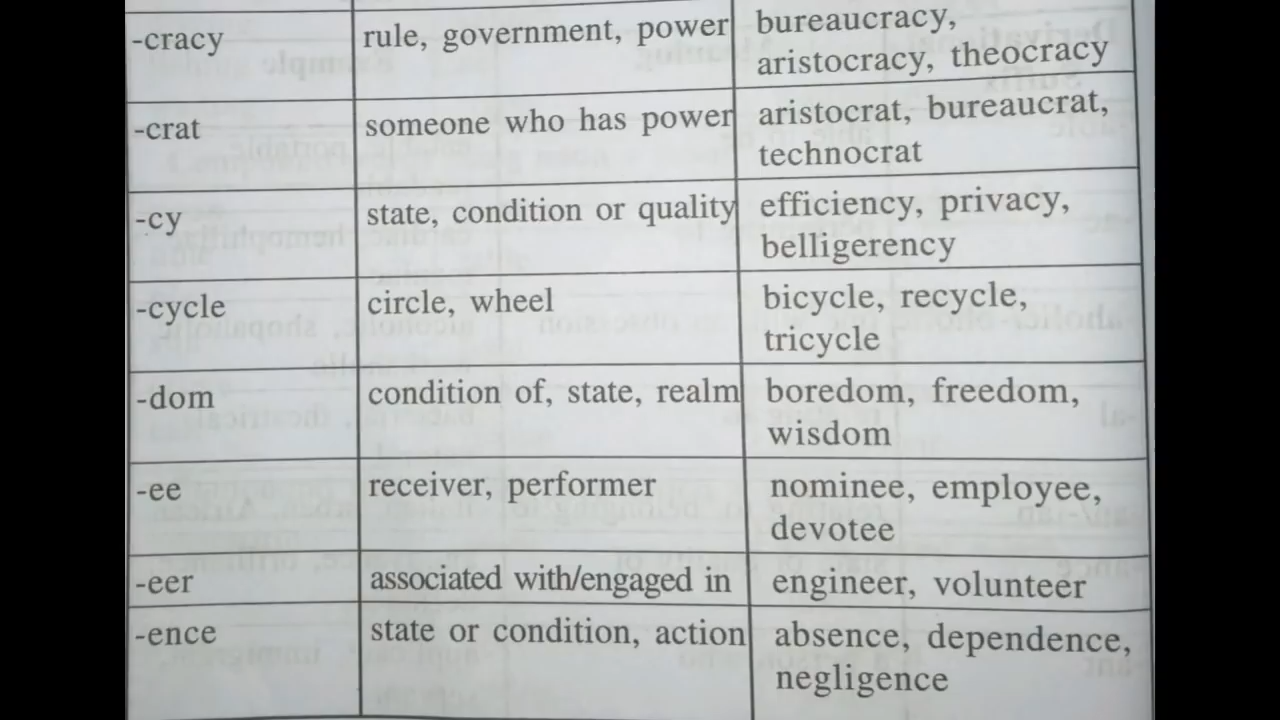 -cracy rule, government, power bureaucracy,
aristocracy, theocracy
-crat someone who has power aristocrat, bureaucrat,
technocrat
-cy state, condition or quality efficiency, privacy,
belligerency
-cycle circle, wheel bicycle, recycle,
tricycle
-dom condition of, state, realm boredom, freedom,
wisdom
-ee receiver, performer nominee, employee,
devotee
-eer associated with/engaged in engineer, volunteer
-ence state or condition, action absence, dependence,
negligence